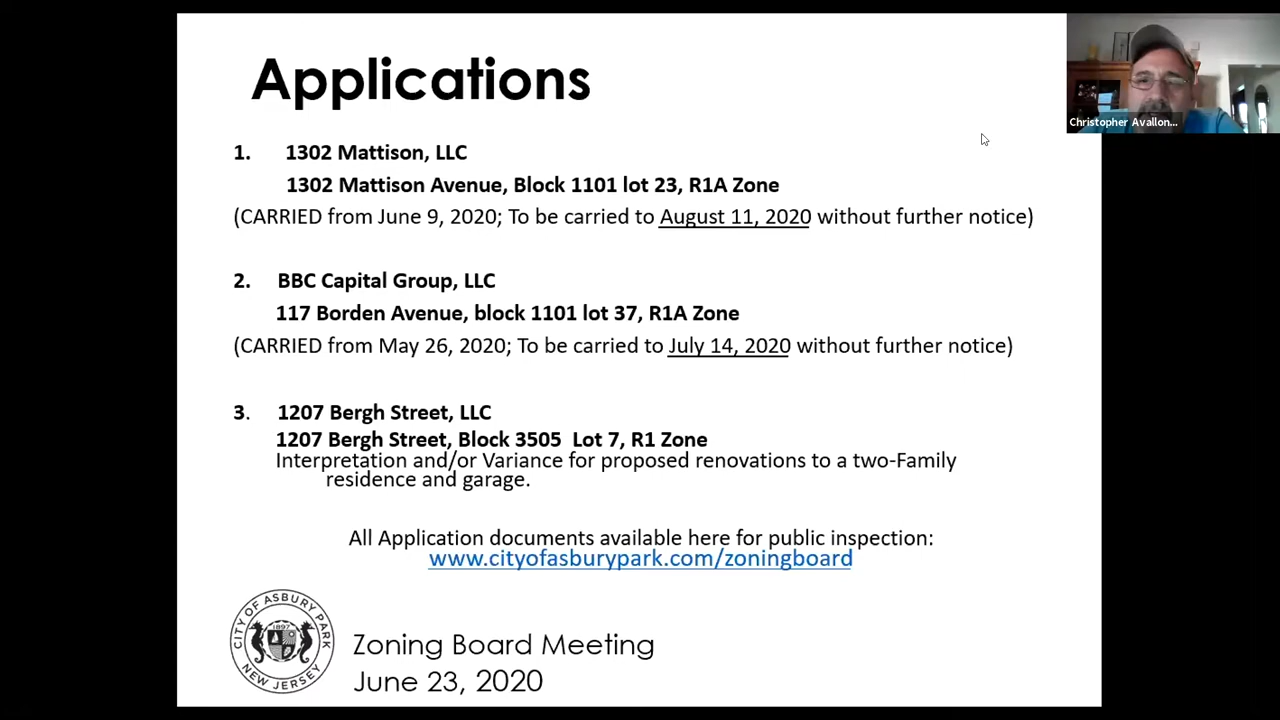 Applications
Christopher Avallon...
1. 1302 Mattison, LLC
1302 Mattison Avenue, Block 1101 lot 23, R1A Zone
(CARRIED from June 9, 2020; To be carried to August 11, 2020 without further notice)
2. BBC Capital Group, LLC
117 Borden Avenue, block 1101 lot 37, R1A Zone
(CARRIED from May 26, 2020; To be carried to July 14, 2020 without further notice)
3. 1207 Bergh Street, LLC
1207 Bergh Street, Block 3505 Lot 7, R1 Zone
Interpretation and/or Variance for proposed renovations to a two-Family
residence and garage.
All Application documents available here for public inspection:
www.cityofasburypark.com/zoningboard
CITY OF ASBURY PARK
1897
NEW JERSEY
Zoning Board Meeting
June 23, 2020